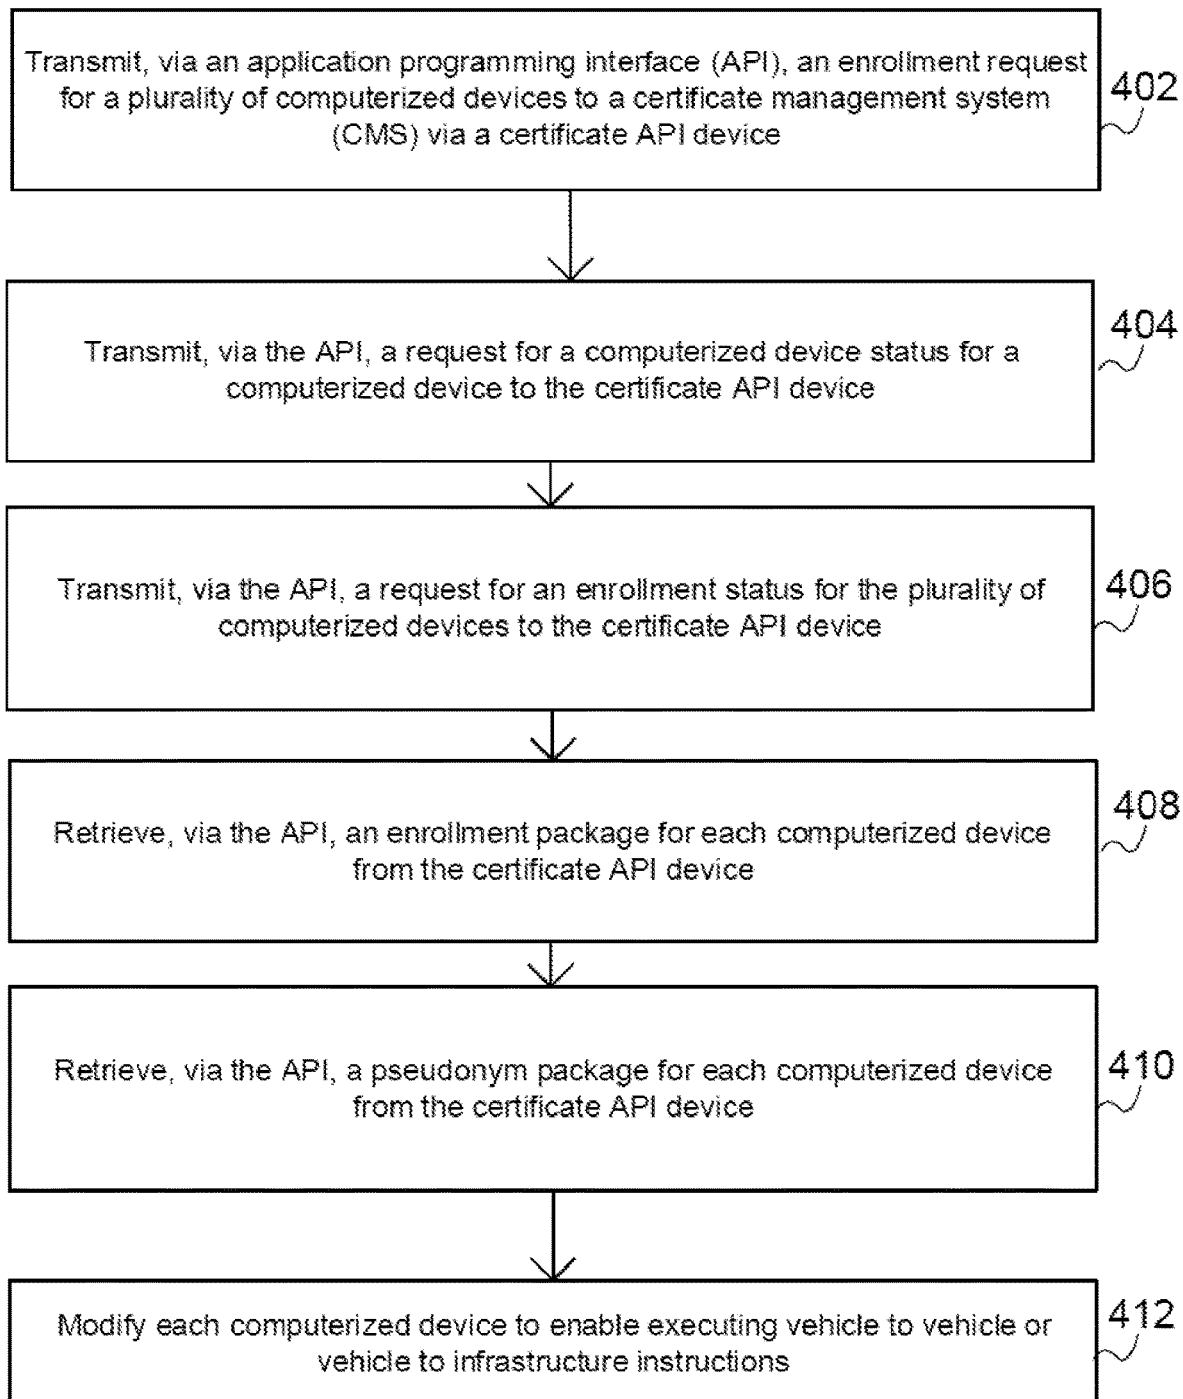 Transmit, via an application programming interface (API), an enrollment request
for a plurality of computerized devices to a certificate management system
(CMS) via a certificate API device
402
Transmit, via the API, a request for a computerized device status for a
computerized device to the certificate API device
404
Transmit, via the API, a request for an enrollment status for the plurality of
computerized devices to the certificate API device
406
Retrieve, via the API, an enrollment package for each computerized device
from the certificate API device
408
Retrieve, via the API, a pseudonym package for each computerized device
from the certificate API device
410
Modify each computerized device to enable executing vehicle to vehicle or
vehicle to infrastructure instructions
412